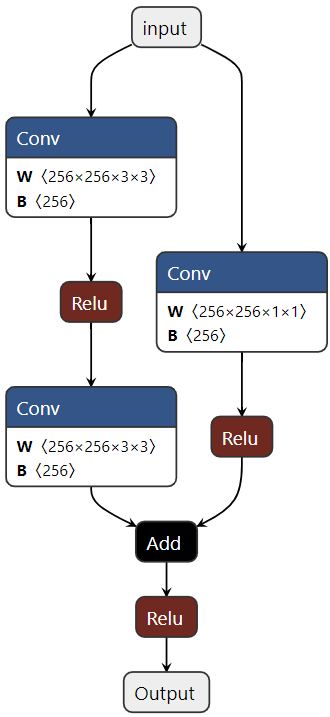 input
Conv
W ⟨256×256×3×3⟩
B ⟨256⟩
Relu
Conv
W ⟨256×256×3×3⟩
B ⟨256⟩
Conv
W ⟨256×256×1×1⟩
B ⟨256⟩
Relu
Add
Relu
Output